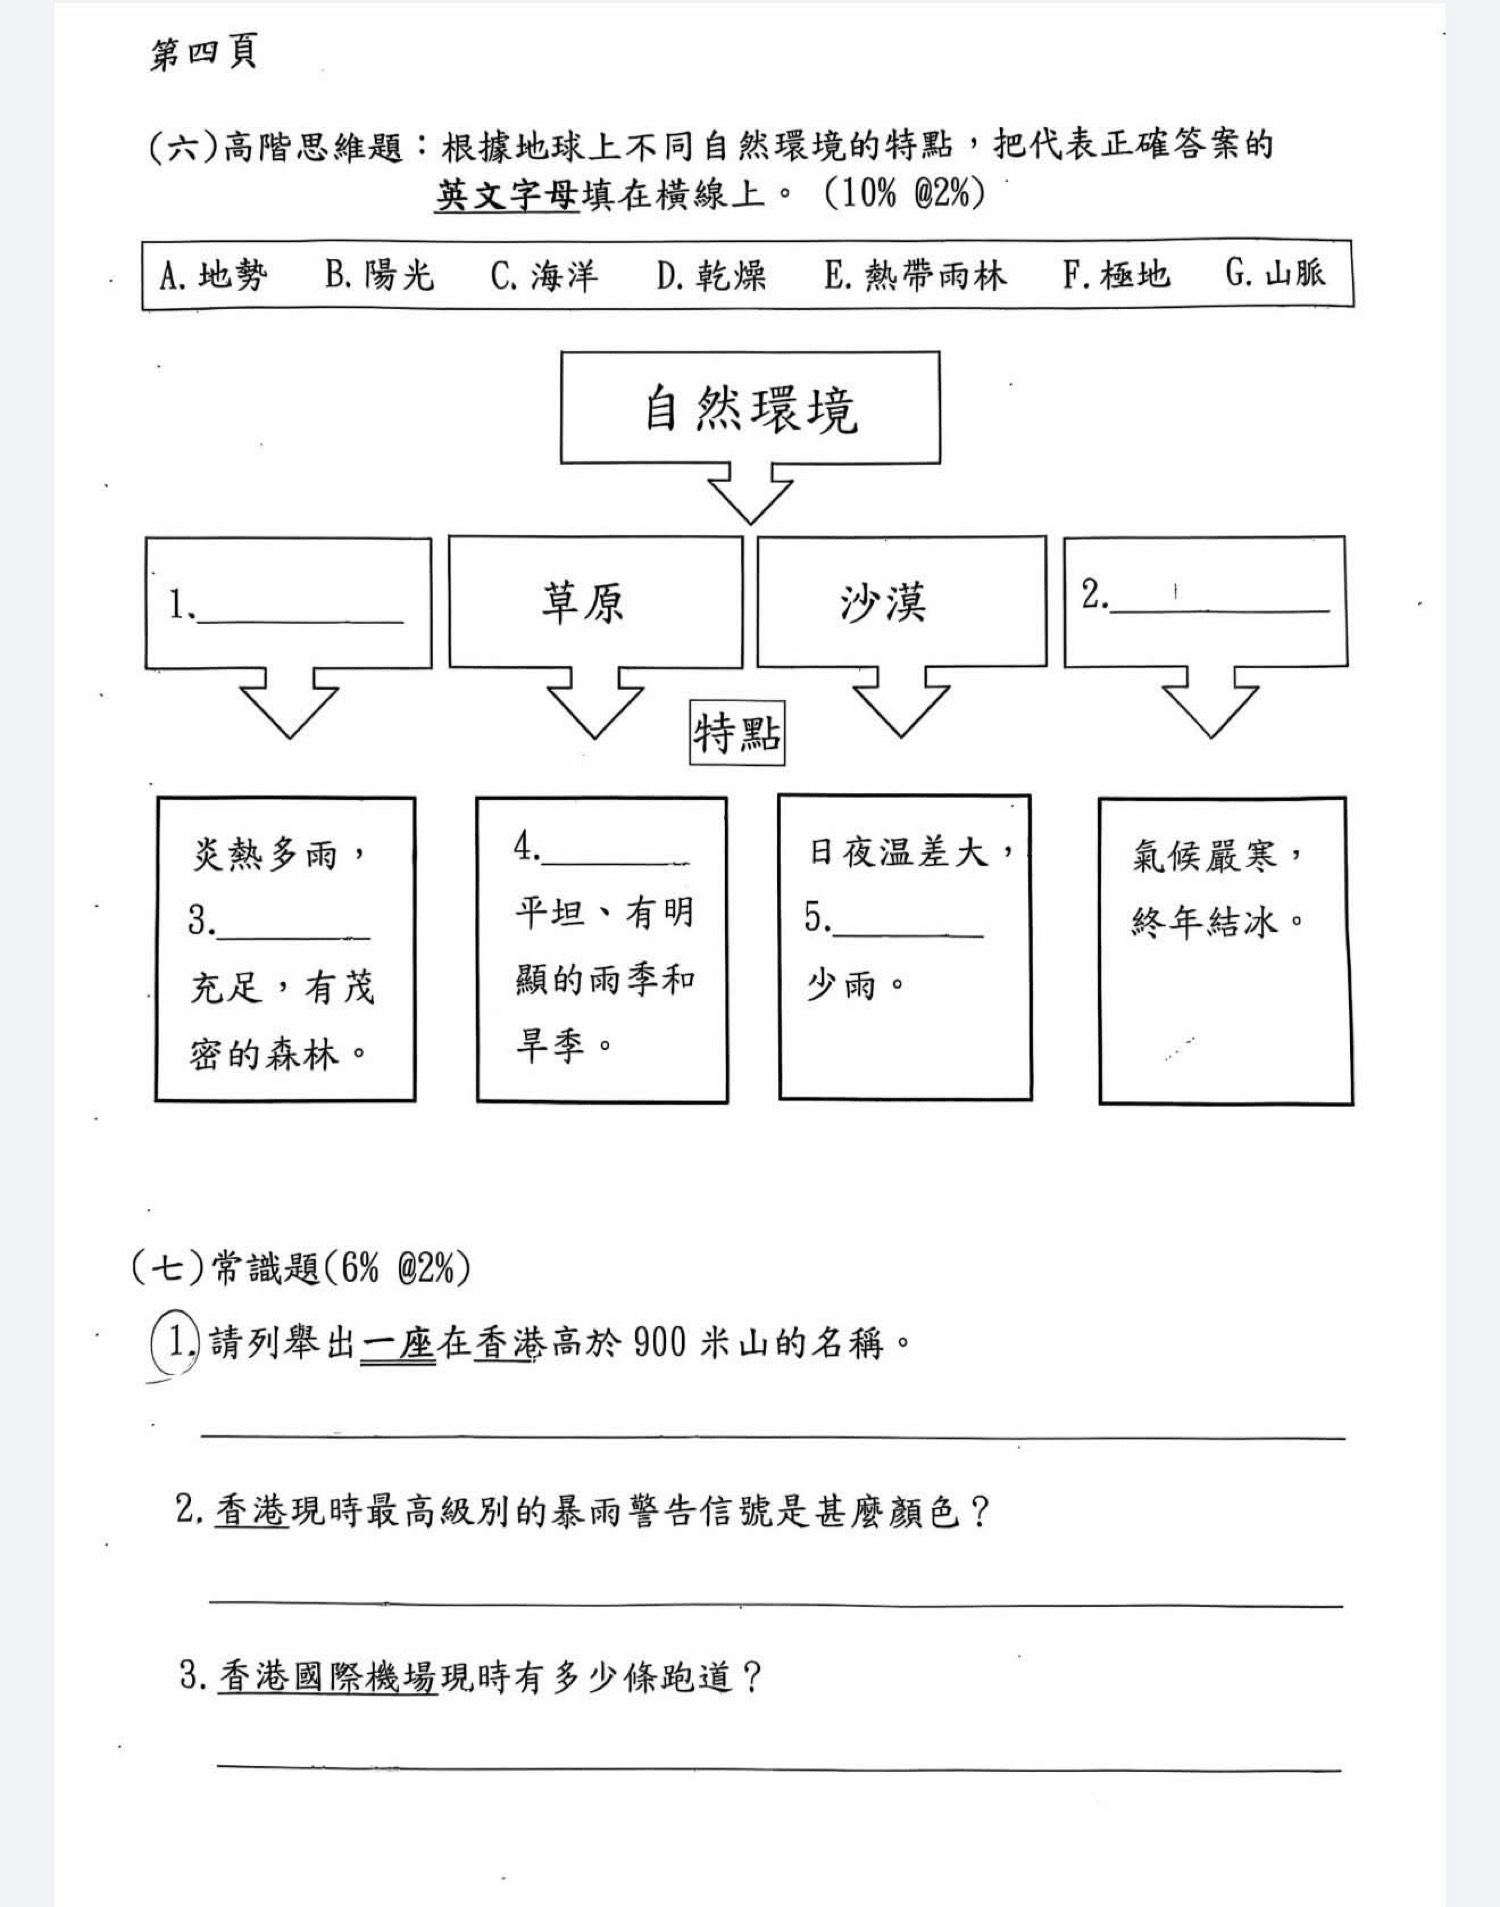 第四頁
(六)高階思維題：根據地球上不同自然環境的特點，把代表正確答案的
英文字母填在橫線上。(10% @2%)
A. 地勢 B. 陽光 C. 海洋 D. 乾燥 E. 熱帶雨林 F. 極地 G. 山脈
自然環境
1.
草原
沙漠
2.
特點
炎熱多雨，
3.
充足，有茂
密的森林。
4.
平坦、有明
顯的雨季和
旱季。
日夜温差大，
5.
少雨。
氣候嚴寒，
終年結冰。
(七)常識題(6% @2%)
1. 請列舉出一座在香港高於 900 米山的名稱。
2. 香港現時最高級別的暴雨警告信號是甚麼顏色？
3. 香港國際機場現時有多少條跑道？